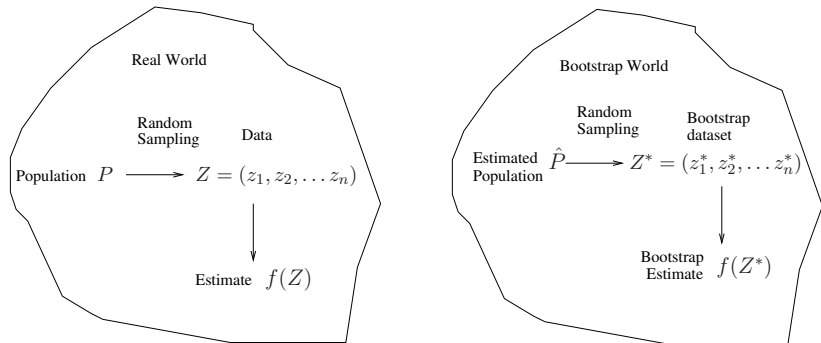 Real World
Random
Sampling
Data
Population P
Z = (z₁, z₂, … zₙ)
Estimate f(Z)
Bootstrap World
Random
Sampling
Bootstrap
dataset
Estimated
Population
P̂
Z* = (z₁*, z₂*, … zₙ*)
Bootstrap
Estimate
f(Z*)